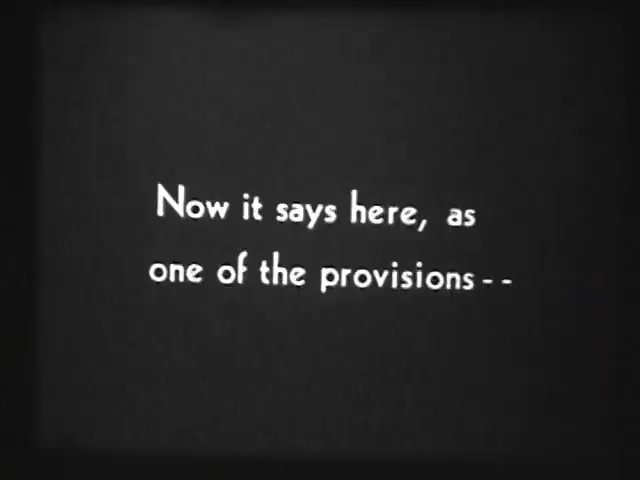 Now it says here, as
one of the provisions--